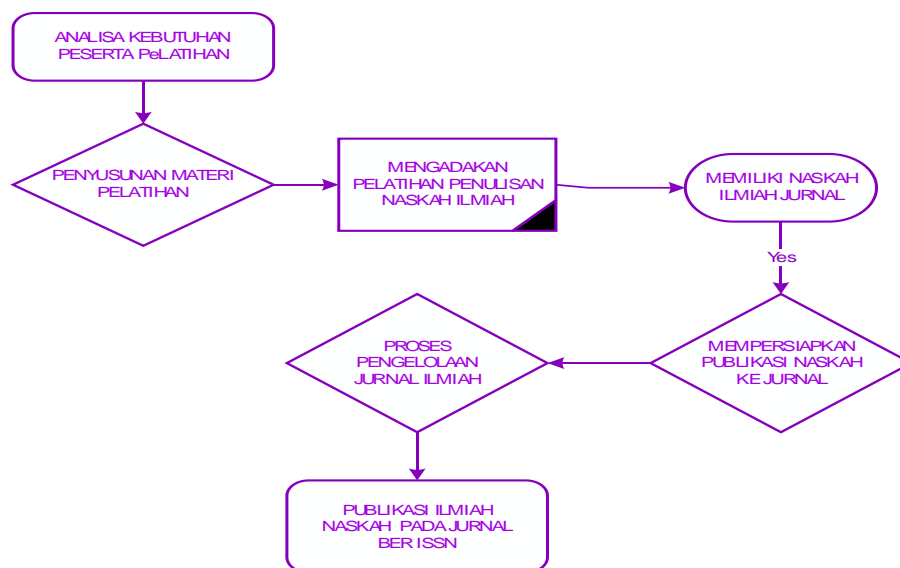 ANALISA KEBUTUHAN
PESERTA PeLATIHAN
PENYUSUNAN MATERI
PELATIHAN
MENGADAKAN
PELATIHAN PENULISAN
NASKAH ILMIAH
MEMILIKI NASKAH
ILMIAH JURNAL
Yes
MEMPERSIAPKAN
PUBLIKASI NASKAH
KE JURNAL
PROSES
PENGELOLAAN
JURNAL ILMIAH
PUBLIKASI ILMIAH
NASKAH PADA JURNAL
BER ISSN